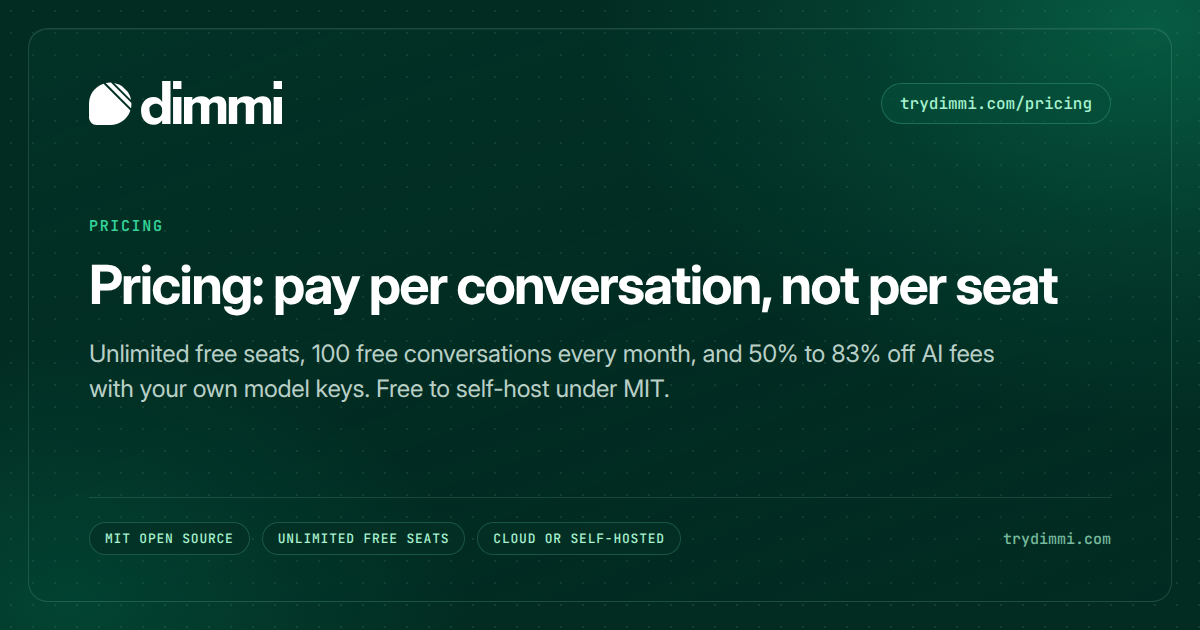 dimmi
trydimmi.com/pricing
PRICING
Pricing: pay per conversation, not per seat
Unlimited free seats, 100 free conversations every month, and 50% to 83% off AI fees
with your own model keys. Free to self-host under MIT.
MIT OPEN SOURCE
UNLIMITED FREE SEATS
CLOUD OR SELF-HOSTED
trydimmi.com